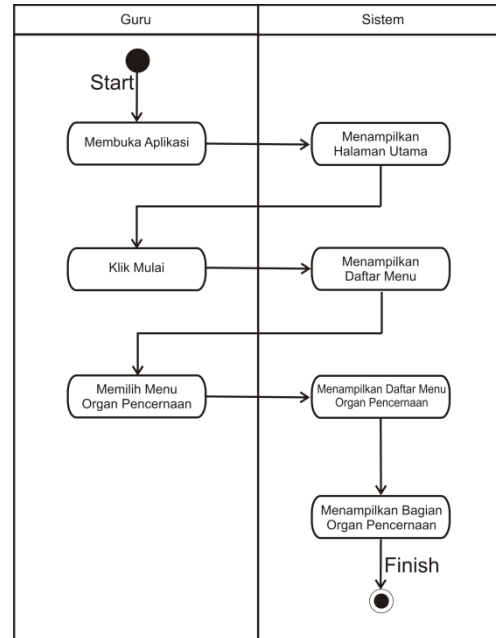 Guru
Sistem
Start
Membuka Aplikasi
Menampilkan
Halaman Utama
Klik Mulai
Menampilkan
Daftar Menu
Memilih Menu
Organ Pencernaan
Menampilkan Daftar Menu
Organ Pencernaan
Menampilkan Bagian
Organ Pencernaan
Finish